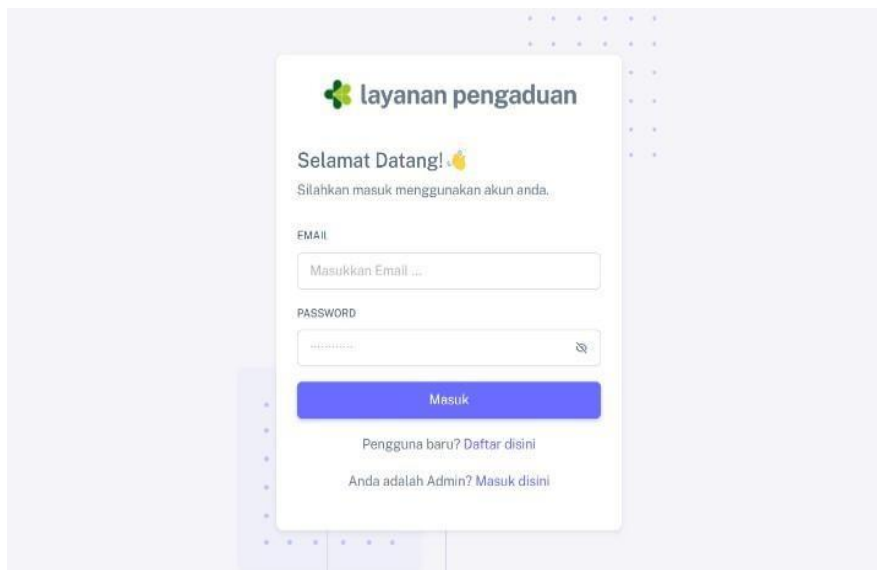 layanan pengaduan
Selamat Datang!👋
Silahkan masuk menggunakan akun anda.
EMAIL
Masukkan Email ...
PASSWORD
············
Masuk
Pengguna baru? Daftar disini
Anda adalah Admin? Masuk disini